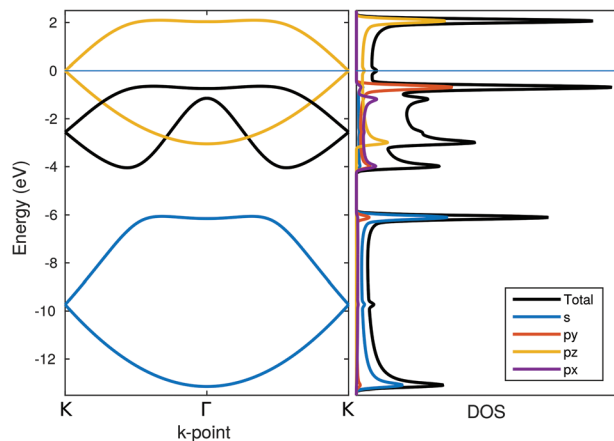 2
0
-2
-4
-6
-8
-10
-12
Energy (eV)
K
Γ
K
k-point
DOS
Total
s
py
pz
px